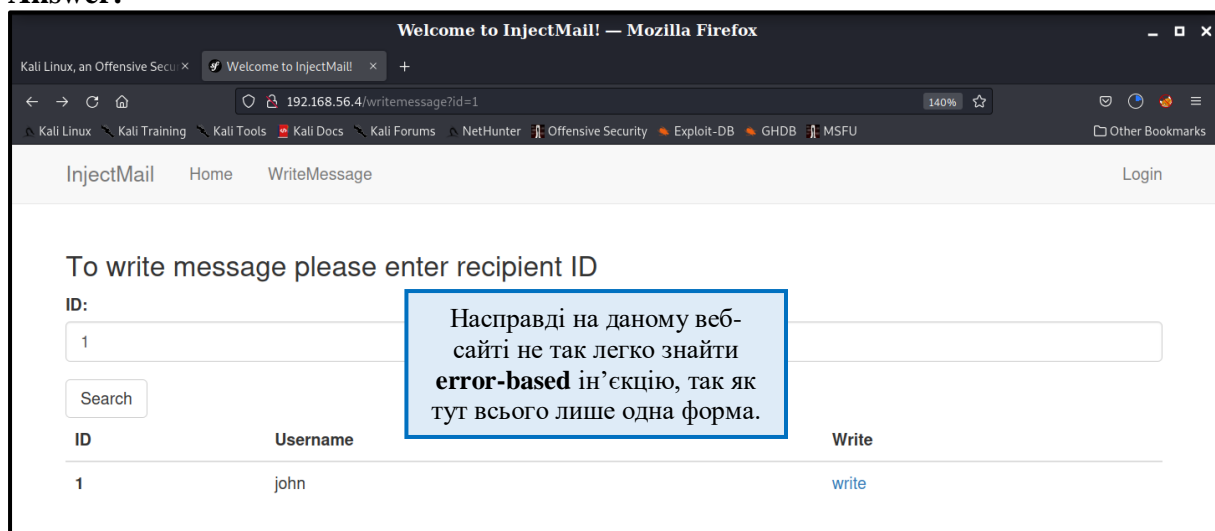 Answer:
Welcome to InjectMail! — Mozilla Firefox
Kali Linux, an Offensive Secu
Welcome to InjectMail!
192.168.56.4/writemessage?id=1
140%
Kali Linux Kali Training Kali Tools Kali Docs Kali Forums NetHunter Offensive Security Exploit-DB GHDB MSFU Other Bookmarks
InjectMail Home WriteMessage Login
To write message please enter recipient ID
ID:
1
Насправді на даному веб-
сайті не так легко знайти
error-based ін’єкцію, так як
тут всього лише одна форма.
Search
ID Username Write
1 john write